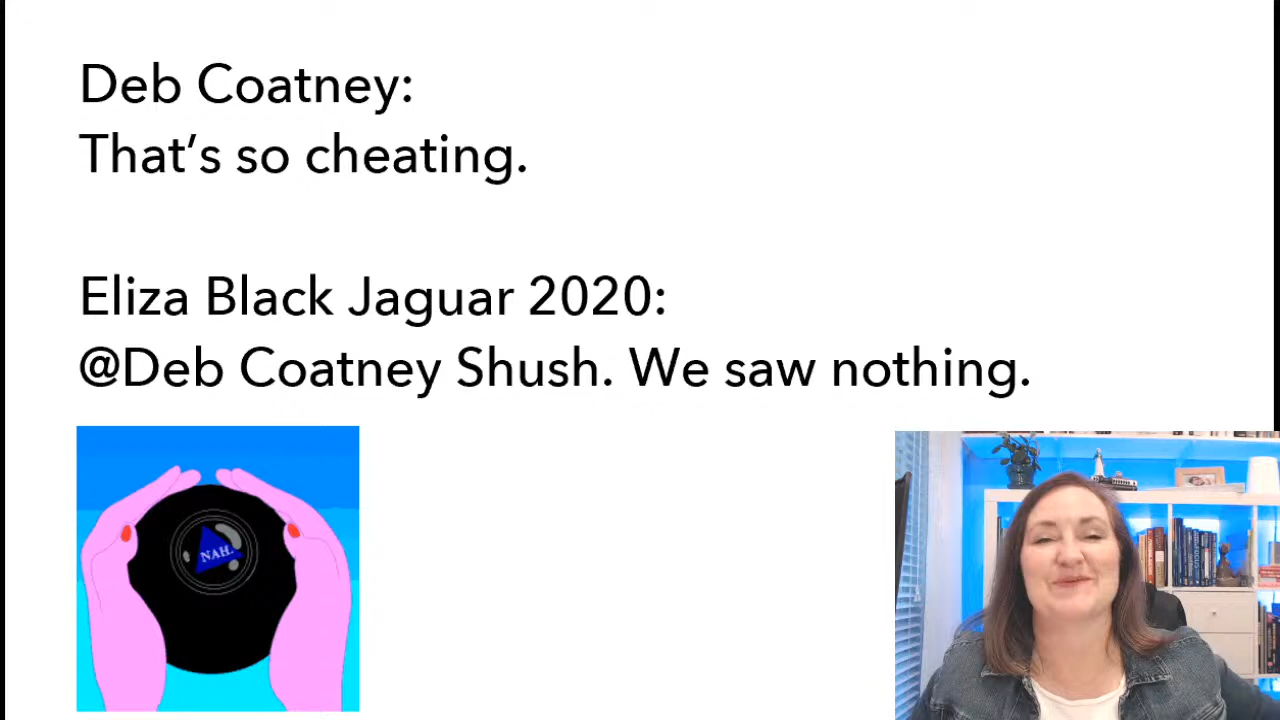 Deb Coatney:
That's so cheating.
Eliza Black Jaguar 2020:
@Deb Coatney Shush. We saw nothing.
NAH.